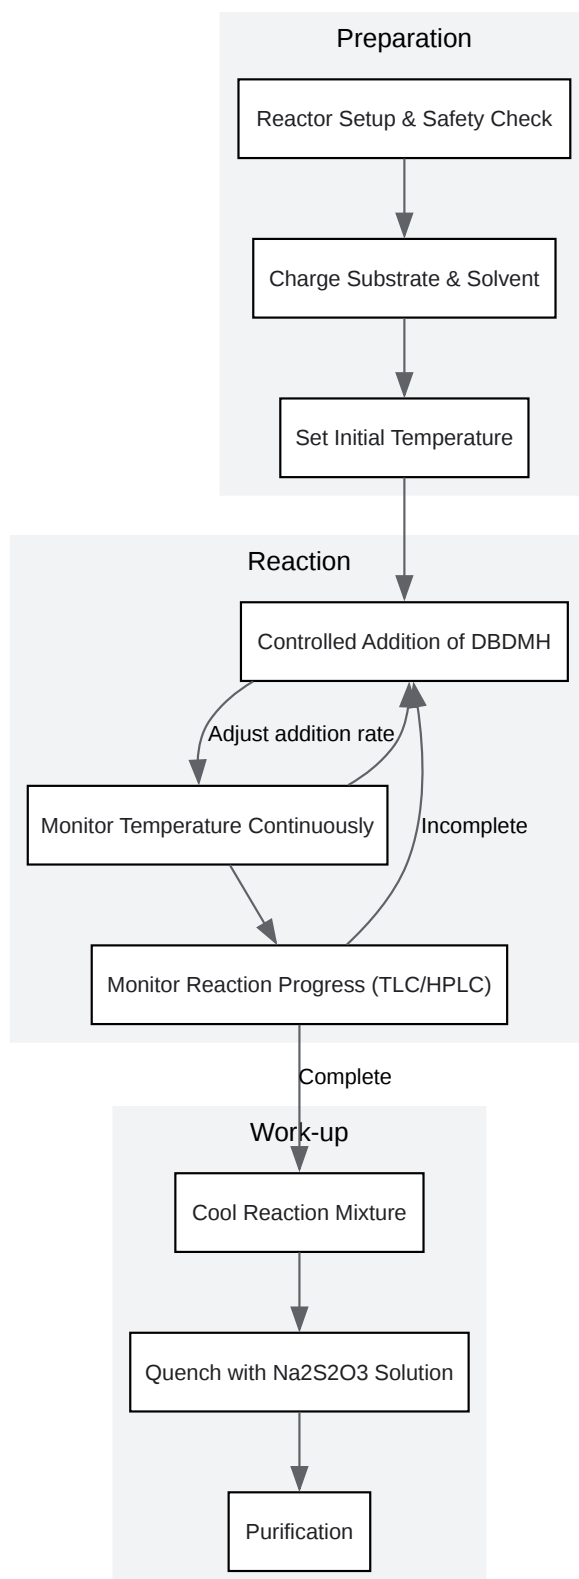 Preparation
Reactor Setup & Safety Check
Charge Substrate & Solvent
Set Initial Temperature
Reaction
Controlled Addition of DBDMH
Adjust addition rate
Monitor Temperature Continuously
Incomplete
Monitor Reaction Progress (TLC/HPLC)
Complete
Work-up
Cool Reaction Mixture
Quench with Na2S2O3 Solution
Purification